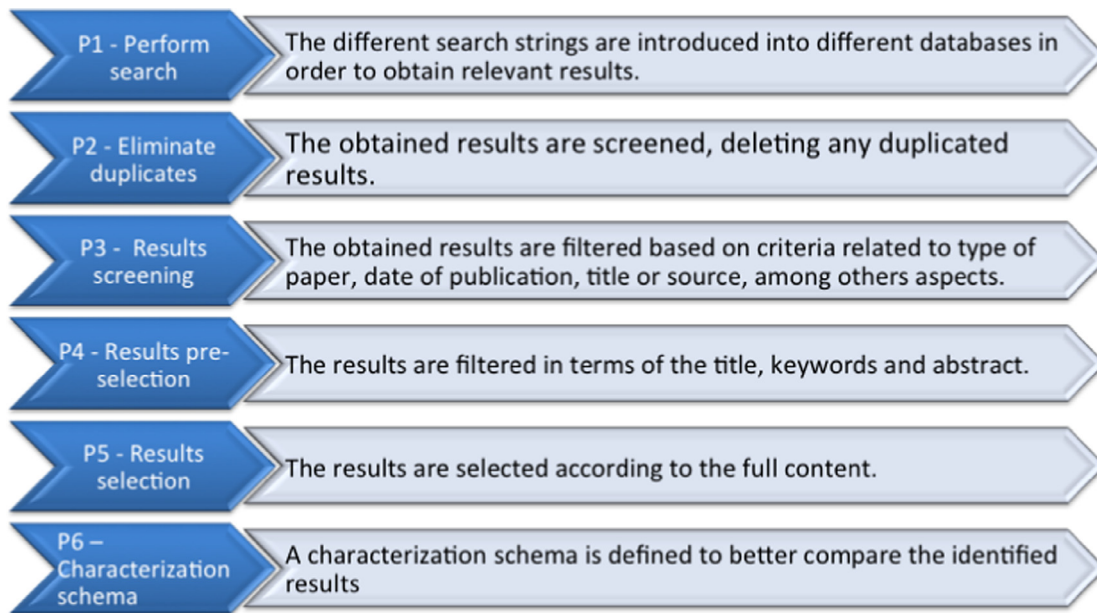 P1 - Perform
search
The different search strings are introduced into different databases in
order to obtain relevant results.
P2 - Eliminate
duplicates
The obtained results are screened, deleting any duplicated
results.
P3 -  Results
screening
The obtained results are filtered based on criteria related to type of
paper, date of publication, title or source, among others aspects.
P4 - Results pre-
selection
The results are filtered in terms of the title, keywords and abstract.
P5 - Results
selection
The results are selected according to the full content.
P6 –
Characterization
schema
A characterization schema is defined to better compare the identified
results